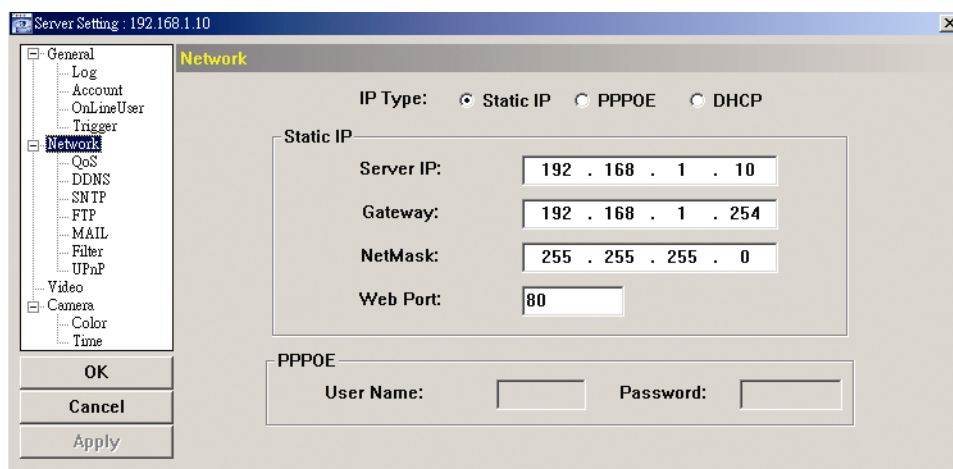 Server Setting : 192.168.1.10
General
Log
Account
OnLineUser
Trigger
Network
QoS
DDNS
SNTP
FTP
MAIL
Filter
UPnP
Video
Camera
Color
Time
OK
Cancel
Apply
Network
IP Type: Static IP PPPOE DHCP
Static IP
Server IP: 192 . 168 . 1 . 10
Gateway: 192 . 168 . 1 . 254
NetMask: 255 . 255 . 255 . 0
Web Port: 80
PPPOE
User Name: Password: